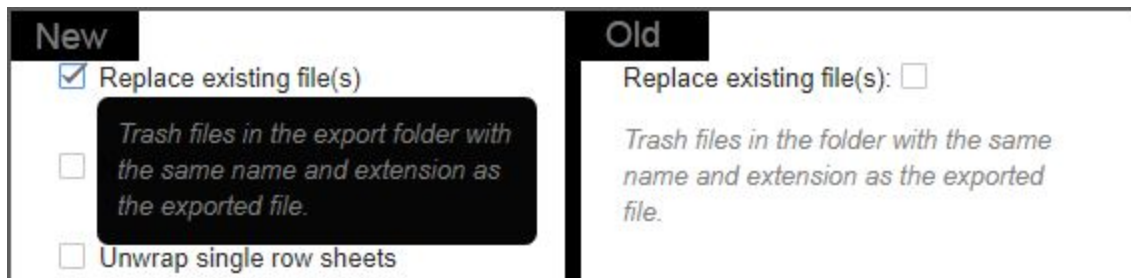 New
Replace existing file(s)
Trash files in the export folder with
the same name and extension as
the exported file.
Unwrap single row sheets
Old
Replace existing file(s):
Trash files in the folder with the same
name and extension as the exported
file.